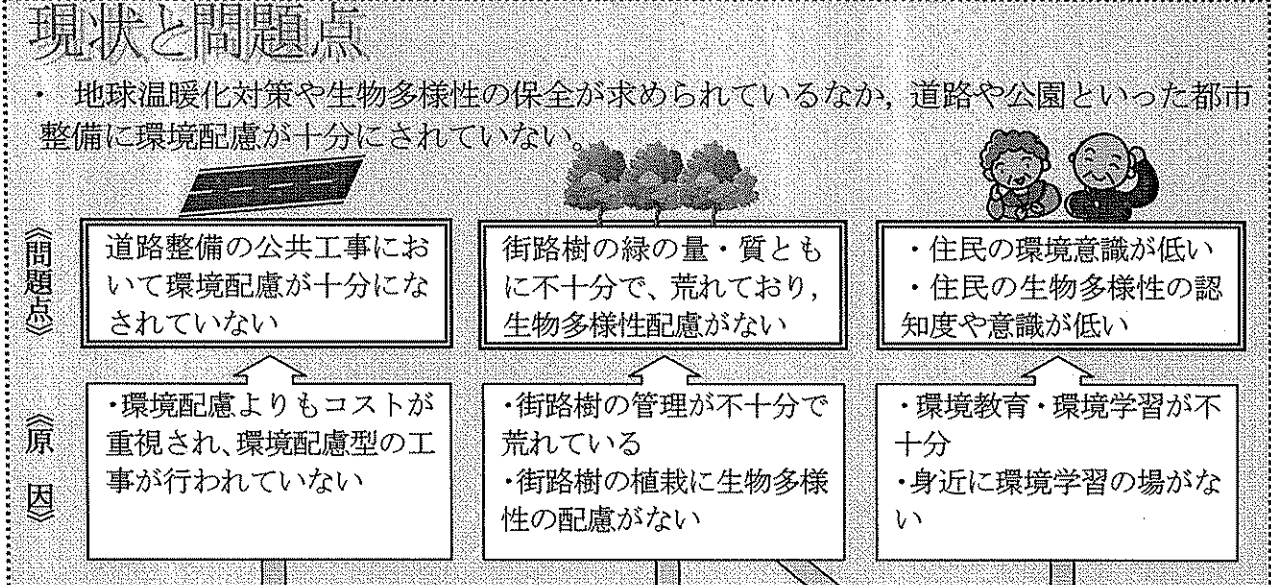 現状と問題点
・ 地球温暖化対策や生物多様性の保全が求められているなか，道路や公園といった都市
整備に環境配慮が十分にされていない。
《問題点》
道路整備の公共工事にお
いて環境配慮が十分にな
されていない
街路樹の緑の量・質とも
に不十分で、荒れており，
生物多様性配慮がない
・住民の環境意識が低い
・住民の生物多様性の認
知度や意識が低い
《原因》
・環境配慮よりもコストが
重視され、環境配慮型の工
事が行われていない
・街路樹の管理が不十分で
荒れている
・街路樹の植栽に生物多様
性の配慮がない
・環境教育・環境学習が不
十分
・身近に環境学習の場がな
い